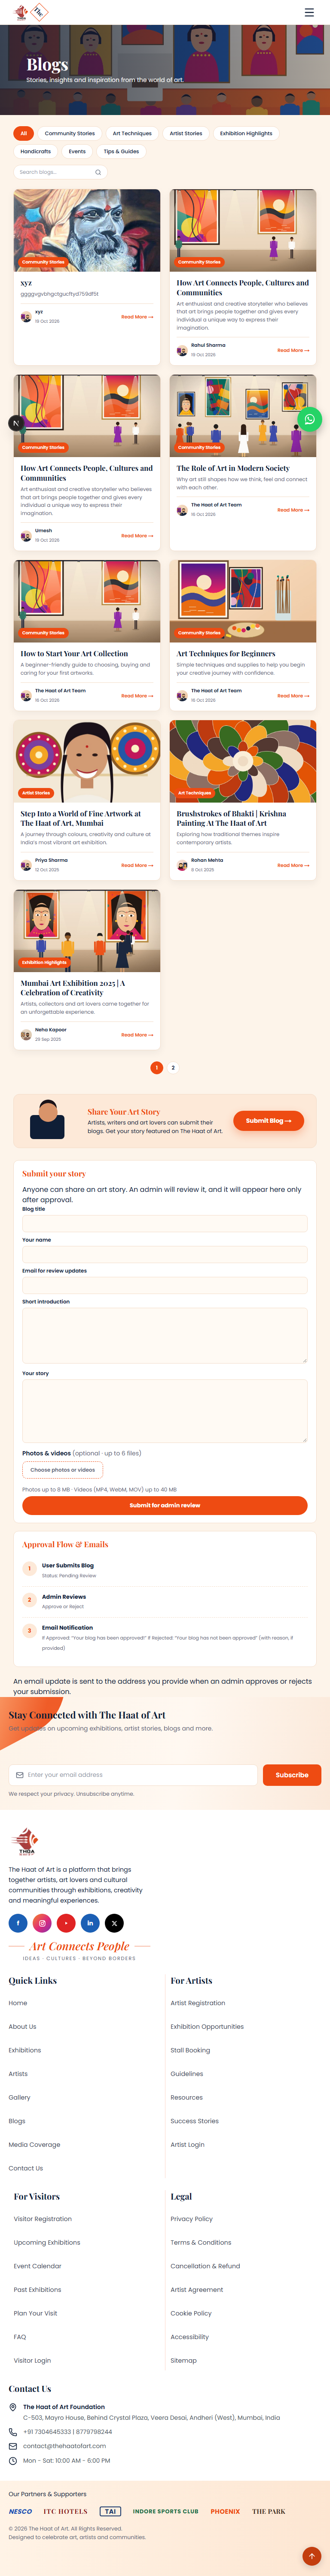 THOA
Blogs
Stories, insights and inspiration from the world of art.
All
Community Stories
Art Techniques
Artist Stories
Exhibition Highlights
Handicrafts
Events
Tips & Guides
Search blogs...
Community Stories
xyz
ggggvgvbhgctgucftyd759df5t
xyz
19 Oct 2026
Read More →
Community Stories
How Art Connects People, Cultures and
Communities
Art enthusiast and creative storyteller who believes
that art brings people together and gives every
individual a unique way to express their
imagination.
Rahul Sharma
19 Oct 2026
Read More →
N
Community Stories
How Art Connects People, Cultures and
Communities
Art enthusiast and creative storyteller who believes
that art brings people together and gives every
individual a unique way to express their
imagination.
Umesh
19 Oct 2026
Read More →
Community Stories
The Role of Art in Modern Society
Why art still shapes how we think, feel and connect
with each other.
The Haat of Art Team
16 Oct 2026
Read More →
Community Stories
How to Start Your Art Collection
A beginner-friendly guide to choosing, buying and
caring for your first artworks.
The Haat of Art Team
16 Oct 2026
Read More →
Community Stories
Art Techniques for Beginners
Simple techniques and supplies to help you begin
your creative journey with confidence.
The Haat of Art Team
16 Oct 2026
Read More →
Artist Stories
Step Into a World of Fine Artwork at
The Haat of Art, Mumbai
A journey through colours, creativity and culture at
India's most vibrant art exhibition.
Priya Sharma
12 Oct 2025
Read More →
Art Techniques
Brushstrokes of Bhakti | Krishna
Painting At The Haat of Art
Exploring how traditional themes inspire
contemporary artists.
Rohan Mehta
8 Oct 2025
Read More →
Exhibition Highlights
Mumbai Art Exhibition 2025 | A
Celebration of Creativity
Artists, collectors and art lovers come together for
an unforgettable experience.
Neha Kapoor
29 Sep 2025
Read More →
1
2
Share Your Art Story
Artists, writers and art lovers can submit their
blogs. Get your story featured on The Haat of Art.
Submit Blog →
Submit your story
Anyone can share an art story. An admin will review it, and it will appear here only
after approval.
Blog title
Your name
Email for review updates
Short introduction
Your story
Photos & videos (optional · up to 6 files)
Choose photos or videos
Photos up to 8 MB · Videos (MP4, WebM, MOV) up to 40 MB
Submit for admin review
Approval Flow & Emails
1
User Submits Blog
Status: Pending Review
2
Admin Reviews
Approve or Reject
3
Email Notification
If Approved: "Your blog has been approved!" If Rejected: "Your blog has not been approved" (with reason, if
provided)
An email update is sent to the address you provide when an admin approves or rejects
your submission.
Stay Connected with The Haat of Art
Get updates on upcoming exhibitions, artist stories, blogs and more.
Enter your email address
Subscribe
We respect your privacy. Unsubscribe anytime.
THOA
The Haat of Art is a platform that brings
together artists, art lovers and cultural
communities through exhibitions, creativity
and meaningful experiences.
Art Connects People
IDEAS · CULTURES · BEYOND BORDERS
Quick Links
Home
About Us
Exhibitions
Artists
Gallery
Blogs
Media Coverage
Contact Us
For Artists
Artist Registration
Exhibition Opportunities
Stall Booking
Guidelines
Resources
Success Stories
Artist Login
For Visitors
Visitor Registration
Upcoming Exhibitions
Event Calendar
Past Exhibitions
Plan Your Visit
FAQ
Visitor Login
Legal
Privacy Policy
Terms & Conditions
Cancellation & Refund
Artist Agreement
Cookie Policy
Accessibility
Sitemap
Contact Us
The Haat of Art Foundation
C-503, Mayro House, Behind Crystal Plaza, Veera Desai, Andheri (West), Mumbai, India
+91 7304645333 | 8779798244
contact@thehaatofart.com
Mon - Sat: 10:00 AM - 6:00 PM
Our Partners & Supporters
NESCO
ITC HOTELS
TAI
INDORE SPORTS CLUB
PHOENIX
THE PARK
© 2026 The Haat of Art. All Rights Reserved.
Designed to celebrate art, artists and communities.